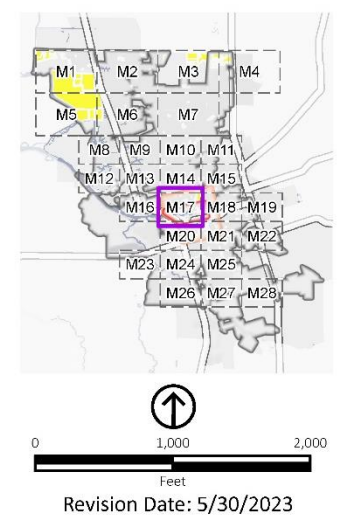 M1 M2 M3 M4
M5 M6 M7
M8 M9 M10 M11
M12 M13 M14 M15
M16 M17 M18 M19
M20 M21 M22
M23 M24 M25
M26 M27 M28
0 1,000 2,000
Feet
Revision Date: 5/30/2023